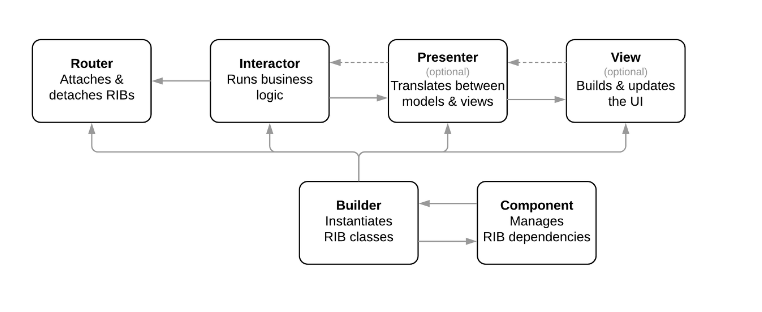 Router
Attaches &
detaches RIBs
Interactor
Runs business
logic
Presenter
(optional)
Translates between
models & views
View
(optional)
Builds & updates
the UI
Builder
Instantiates
RIB classes
Component
Manages
RIB dependencies